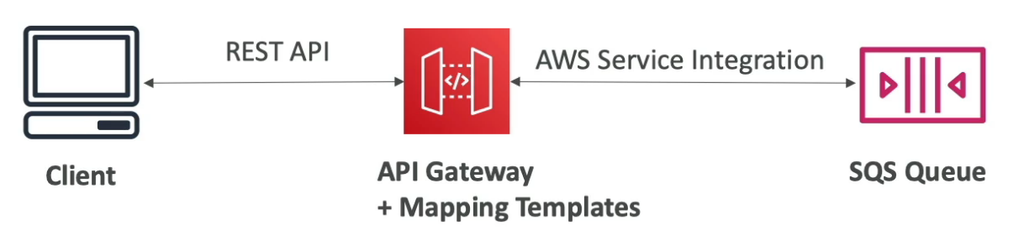 REST API
AWS Service Integration
</>
Client
API Gateway
+ Mapping Templates
SQS Queue